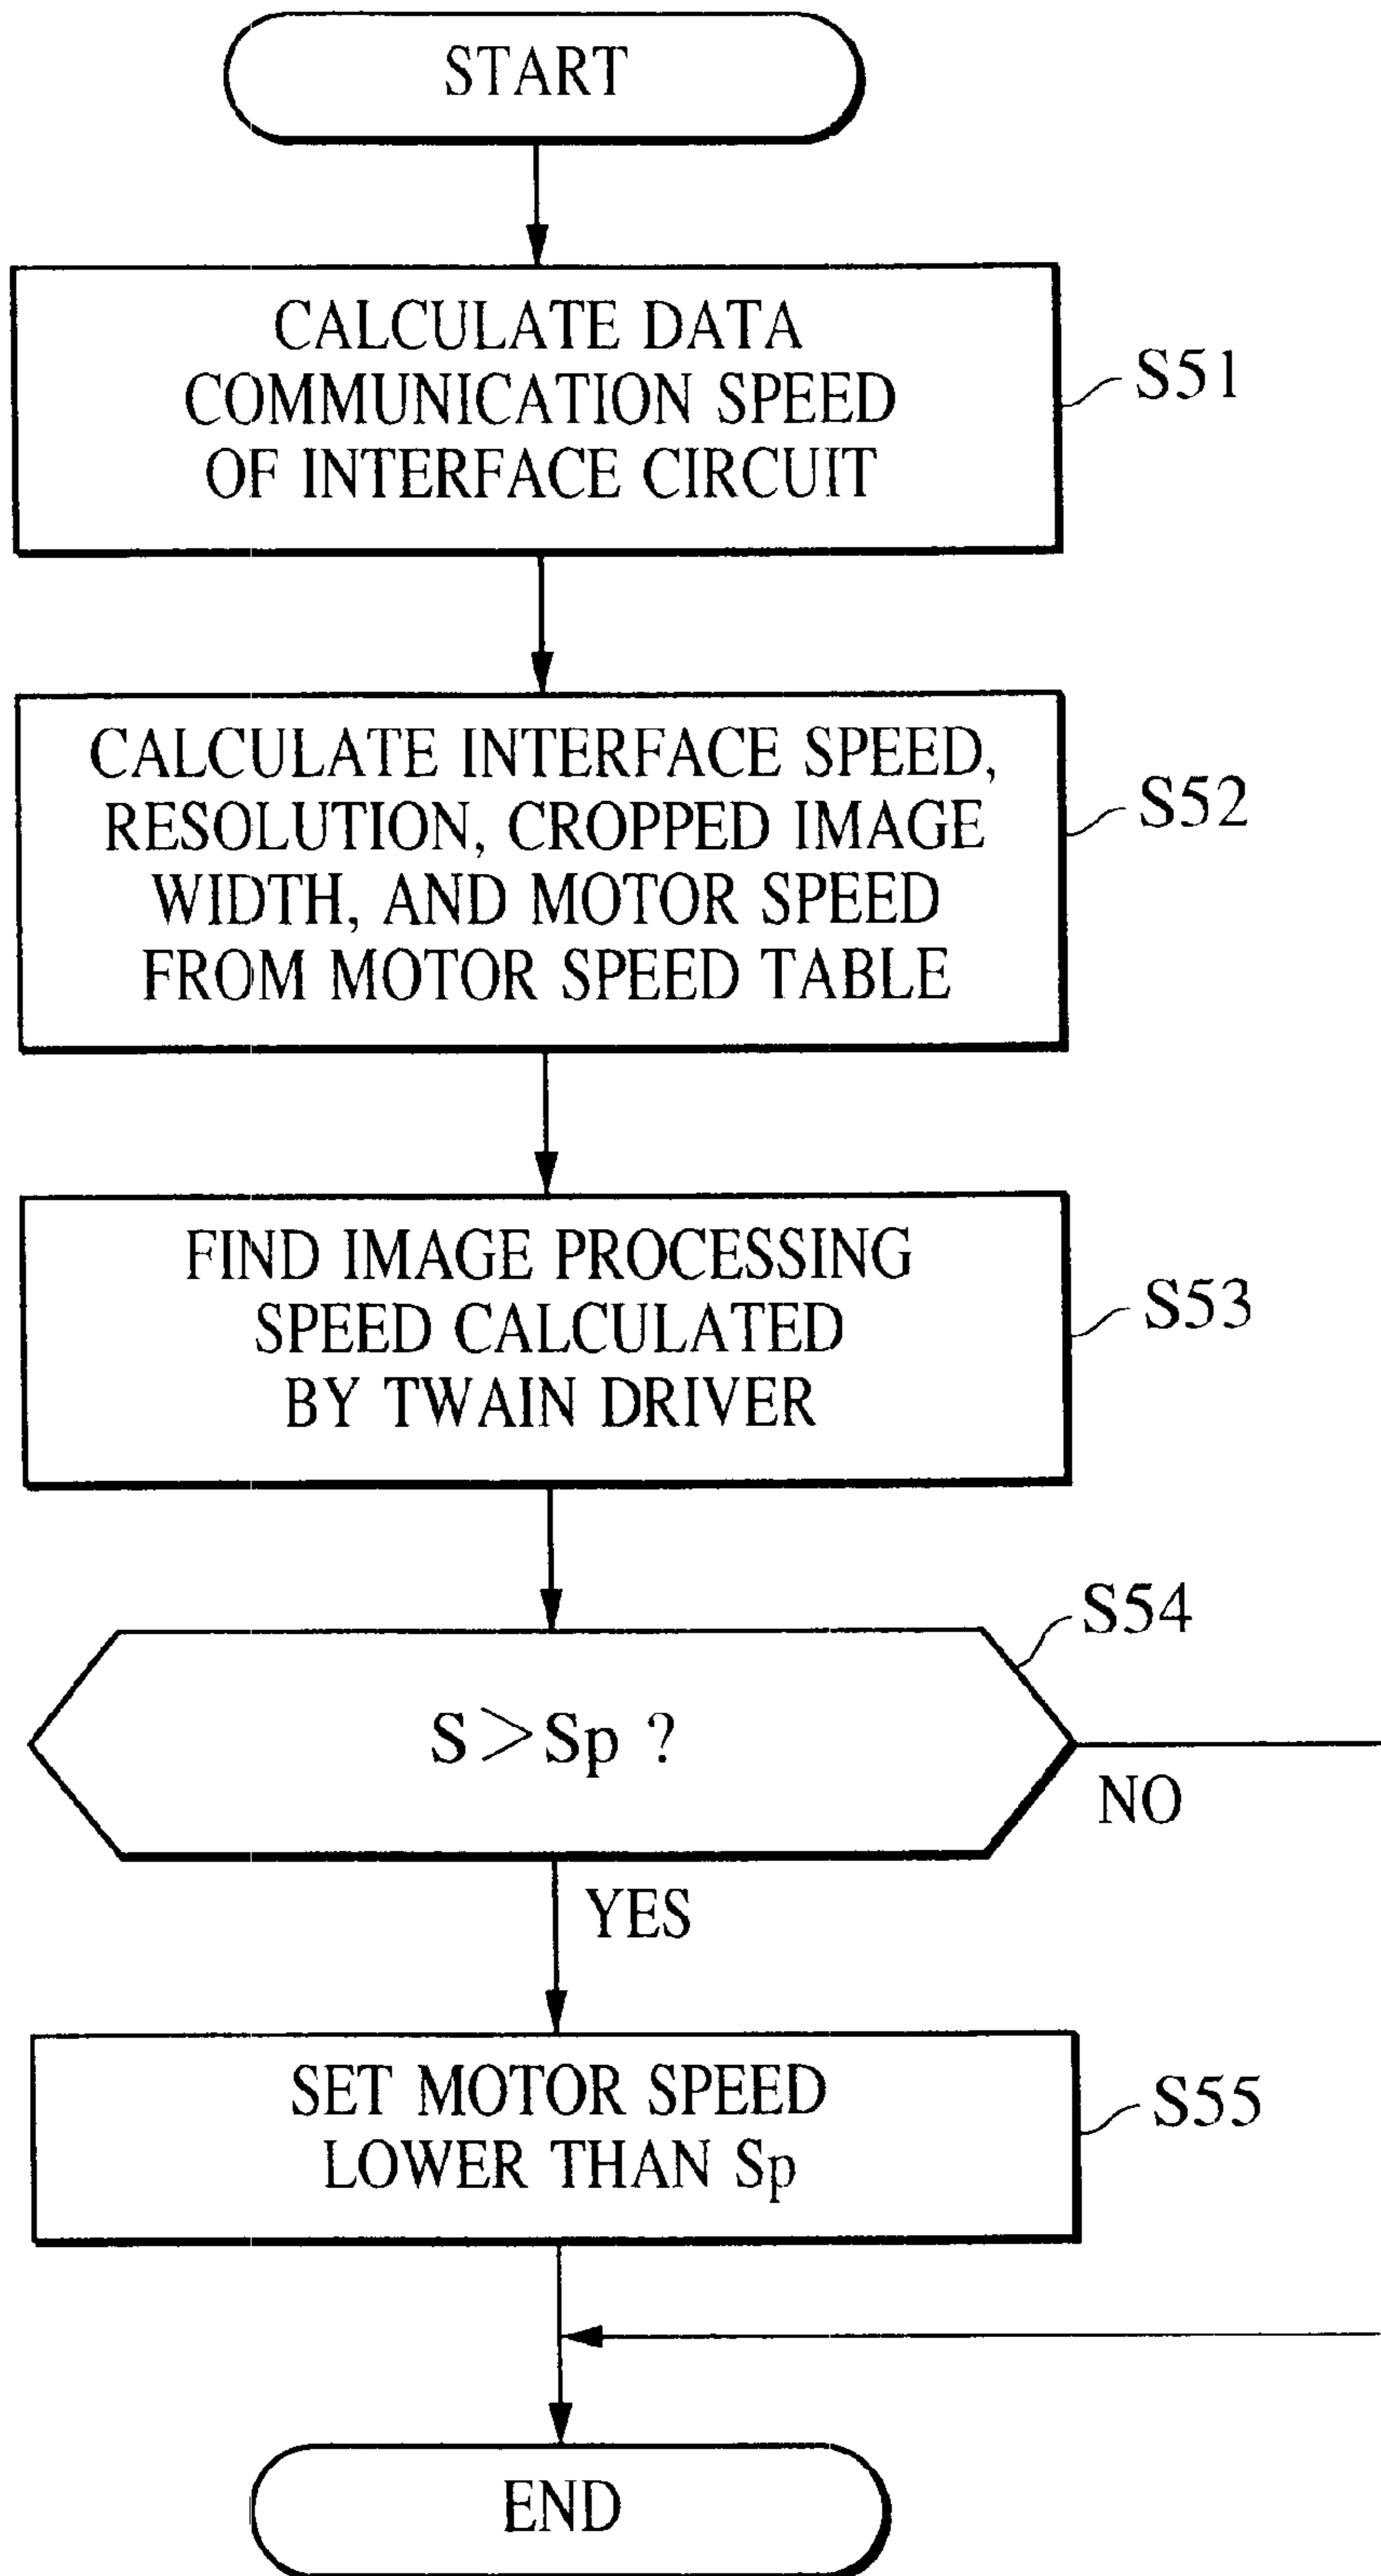 START
CALCULATE DATA
COMMUNICATION SPEED
OF INTERFACE CIRCUIT
S51
CALCULATE INTERFACE SPEED,
RESOLUTION, CROPPED IMAGE
WIDTH, AND MOTOR SPEED
FROM MOTOR SPEED TABLE
S52
FIND IMAGE PROCESSING
SPEED CALCULATED
BY TWAIN DRIVER
S53
S54
S>Sp ?
NO
YES
SET MOTOR SPEED
LOWER THAN Sp
S55
END